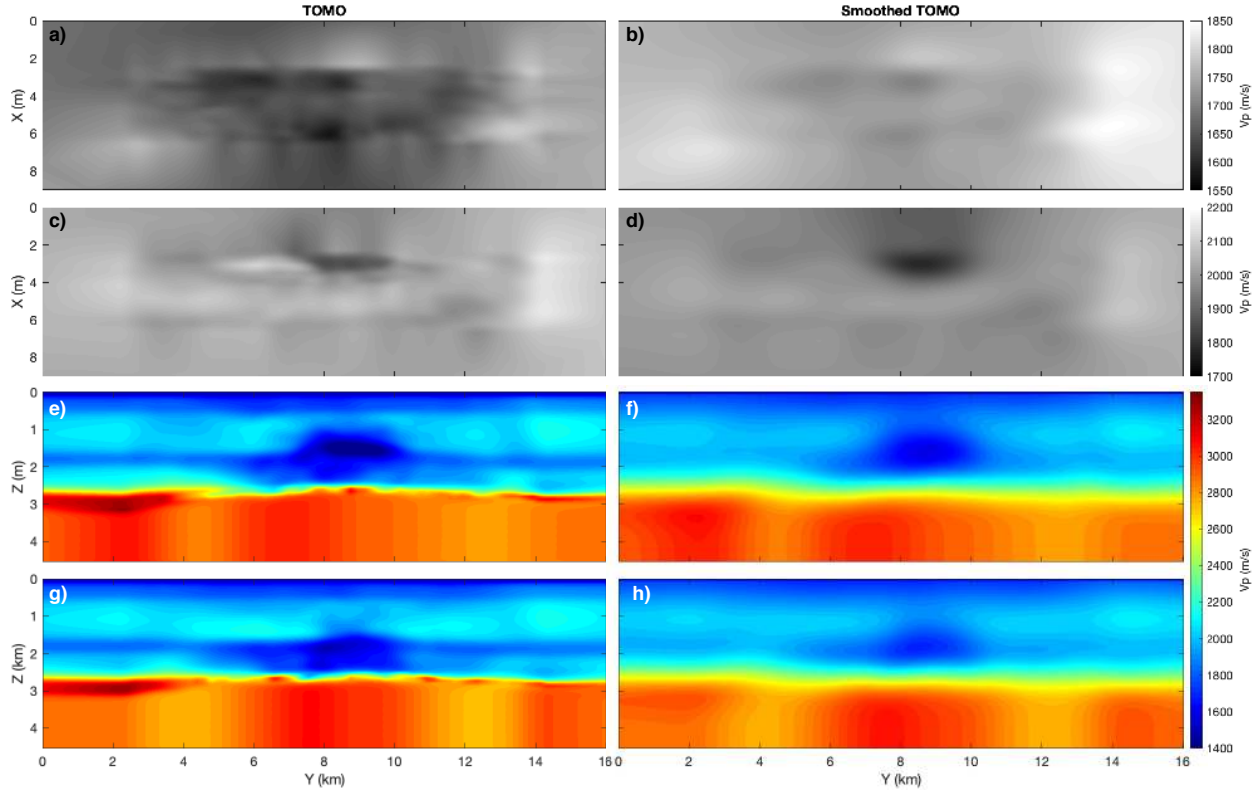 TOMO
Smoothed TOMO
a)
b)
0
2
4
6
8
X (m)
1850
1800
1750
1700
1650
1600
1550
Vp (m/s)
c)
d)
0
2
4
6
8
X (m)
2200
2100
2000
1900
1800
1700
Vp (m/s)
e)
f)
0
1
2
3
4
Z (m)
g)
h)
0
1
2
3
4
Z (km)
3200
3000
2800
2600
2400
2200
2000
1800
1600
1400
Vp (m/s)
0 2 4 6 8 10 12 14 16
0 2 4 6 8 10 12 14 16
Y (km)
Y (km)